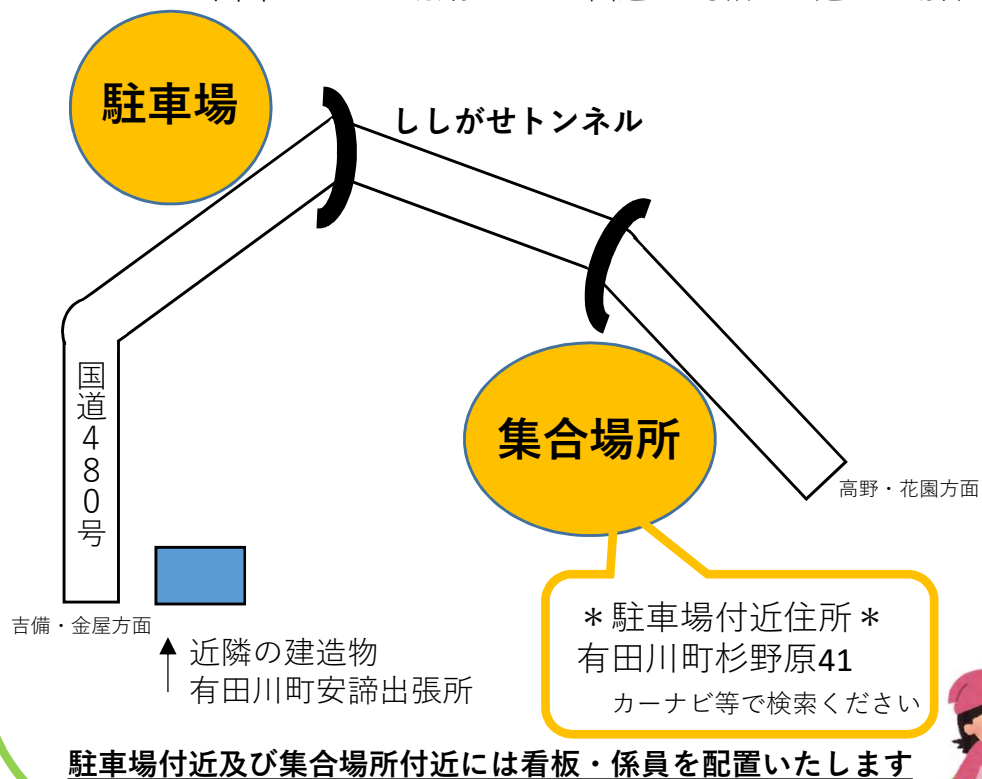 駐車場
ししがせトンネル
国道480号
集合場所
高野・花園方面
吉備・金屋方面
近隣の建造物
有田川町安諦出張所
＊駐車場付近住所＊
有田川町杉野原41
カーナビ等で検索ください
駐車場付近及び集合場所付近には看板・係員を配置いたします